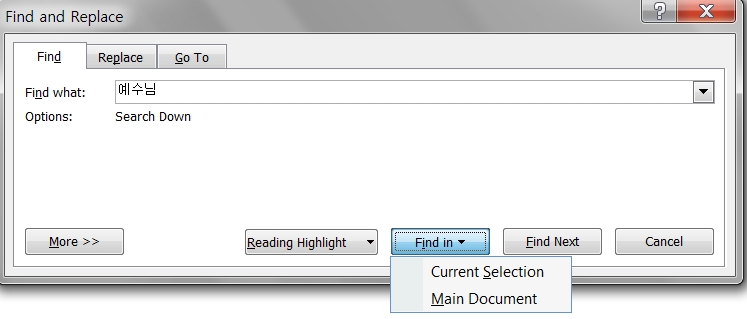 Find and Replace
Find Replace Go To
Find what: 예수님
Options: Search Down
More >> Reading Highlight Find in Find Next Cancel
Current Selection
Main Document